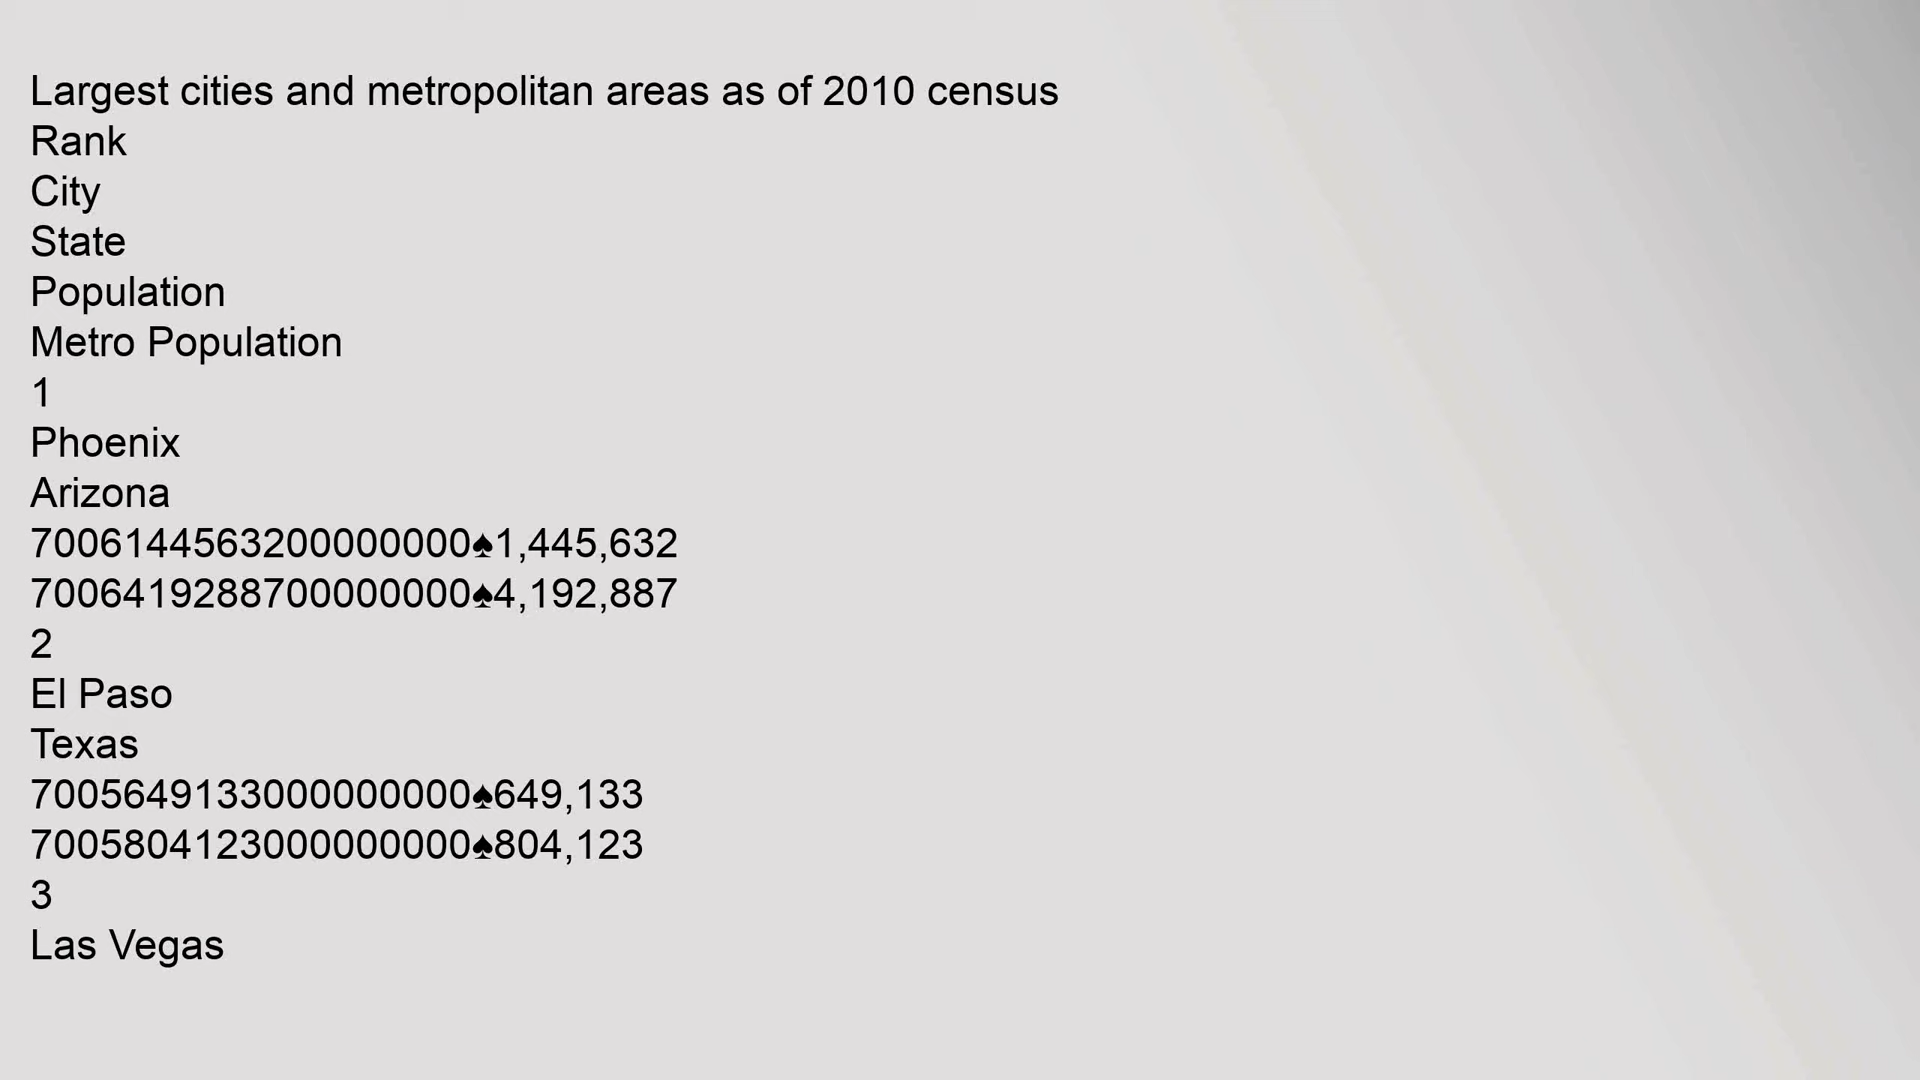 Largest cities and metropolitan areas as of 2010 census
Rank
City
State
Population
Metro Population
1
Phoenix
Arizona
7006144563200000000♠1,445,632
7006419288700000000♠4,192,887
2
El Paso
Texas
7005649133000000000♠649,133
7005804123000000000♠804,123
3
Las Vegas